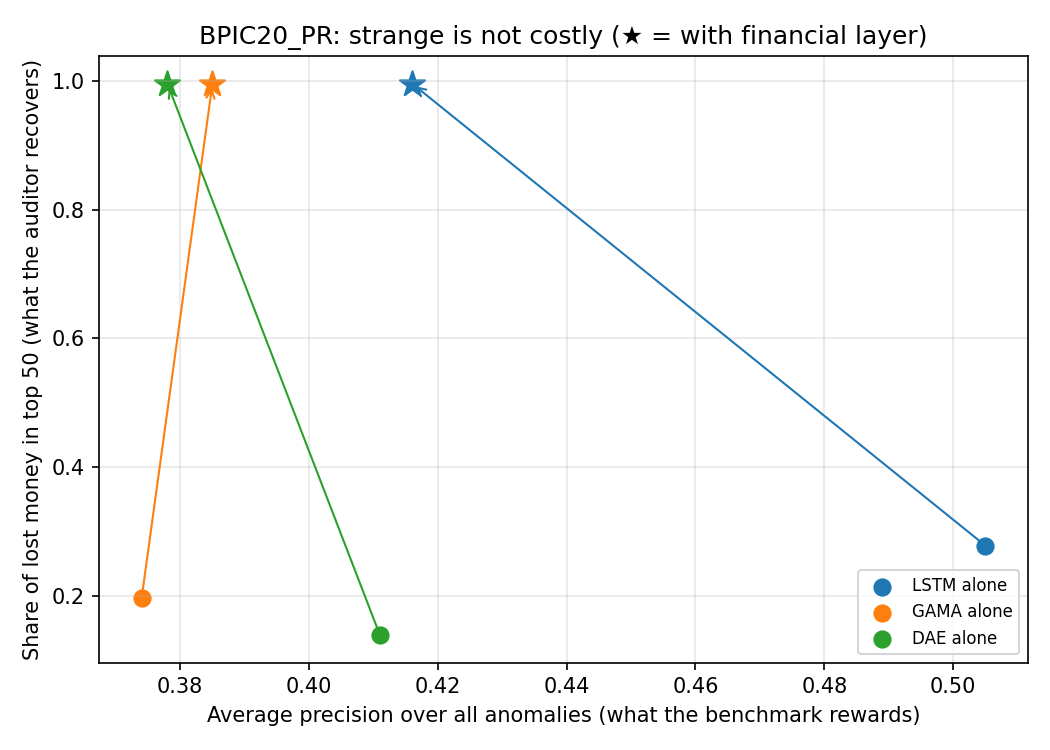 BPIC20_PR: strange is not costly (★ = with financial layer)
Share of lost money in top 50 (what the auditor recovers)
1.0
0.8
0.6
0.4
0.2
LSTM alone
GAMA alone
DAE alone
0.38 0.40 0.42 0.44 0.46 0.48 0.50
Average precision over all anomalies (what the benchmark rewards)